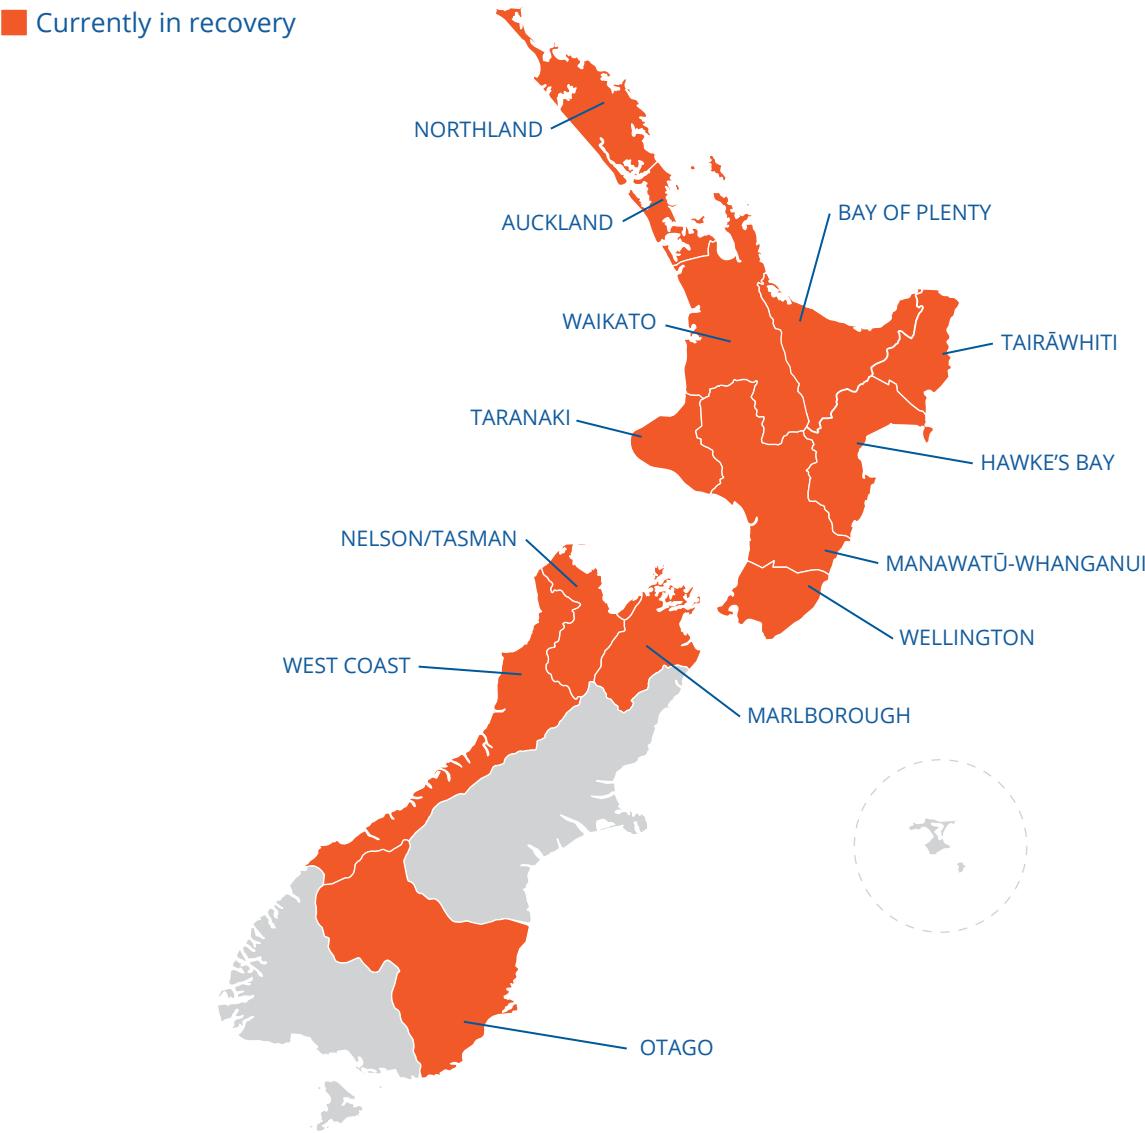 Currently in recovery
NORTHLAND
AUCKLAND
BAY OF PLENTY
WAIKATO
TAIRĀWHITI
TARANAKI
HAWKE’S BAY
NELSON/TASMAN
MANAWATŪ-WHANGANUI
WELLINGTON
WEST COAST
MARLBOROUGH
OTAGO